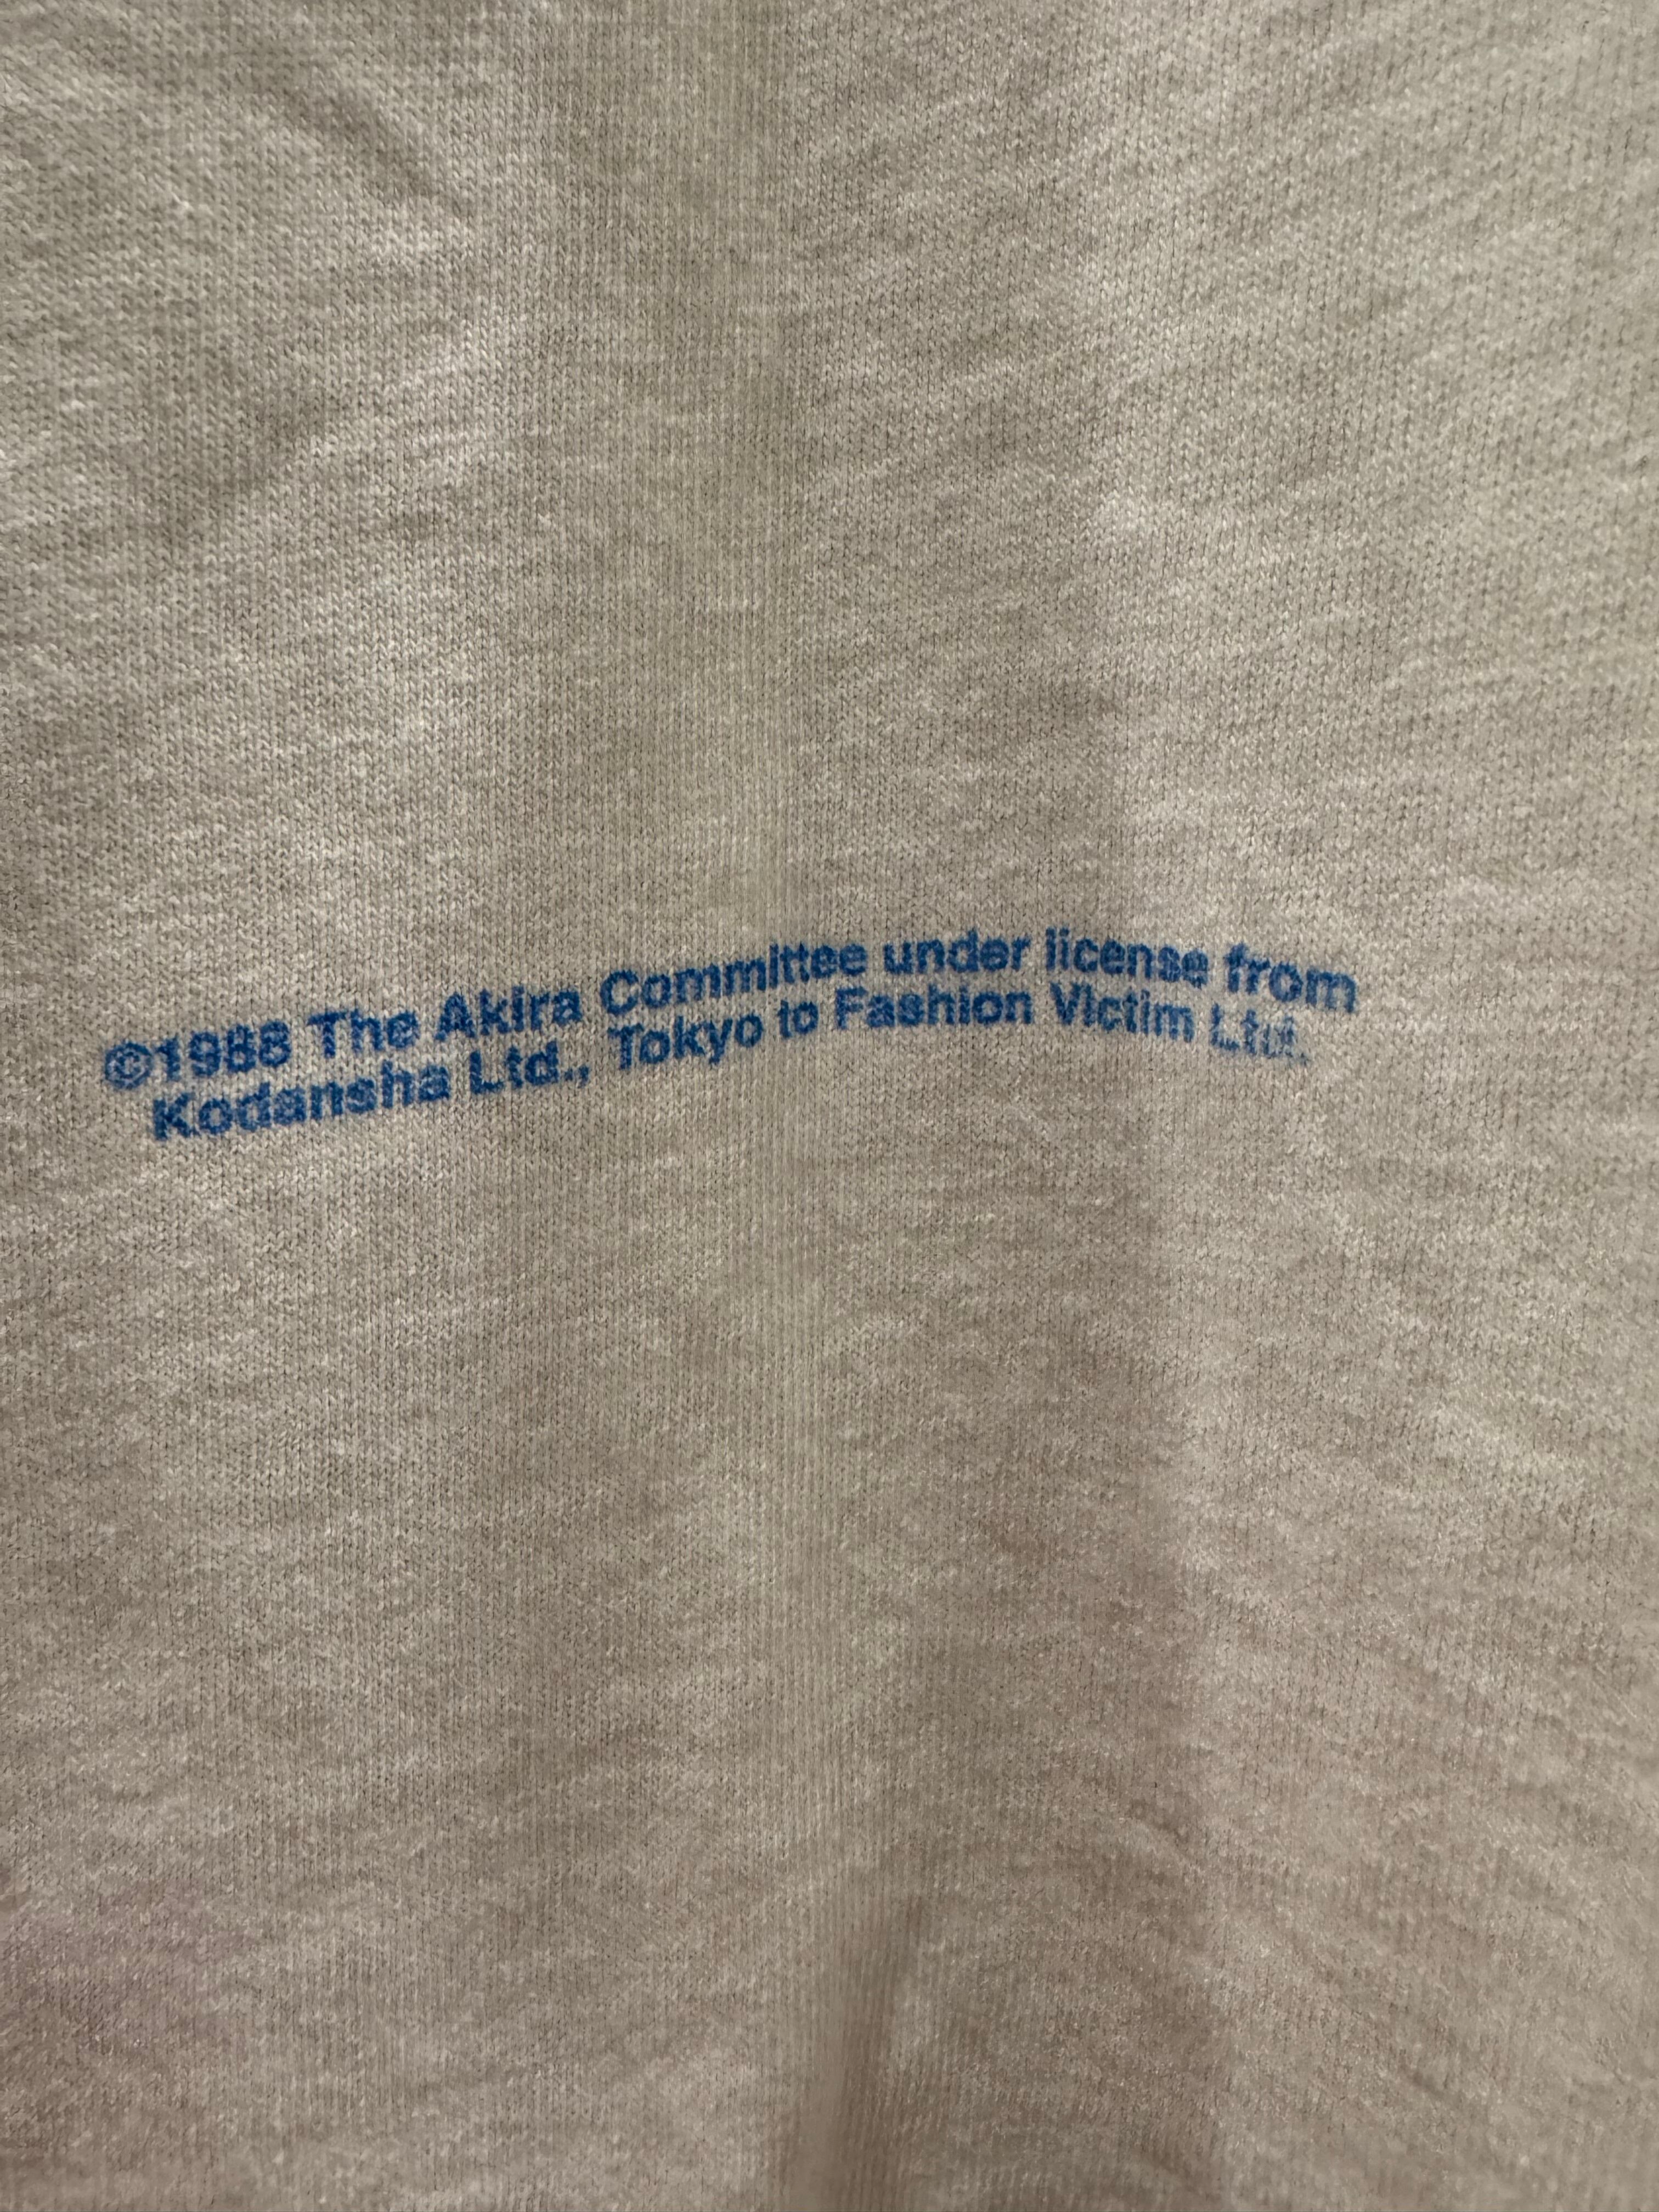 ©1988 The Akira Committee under license from
Kodansha Ltd., Tokyo to Fashion Victim Ltd.